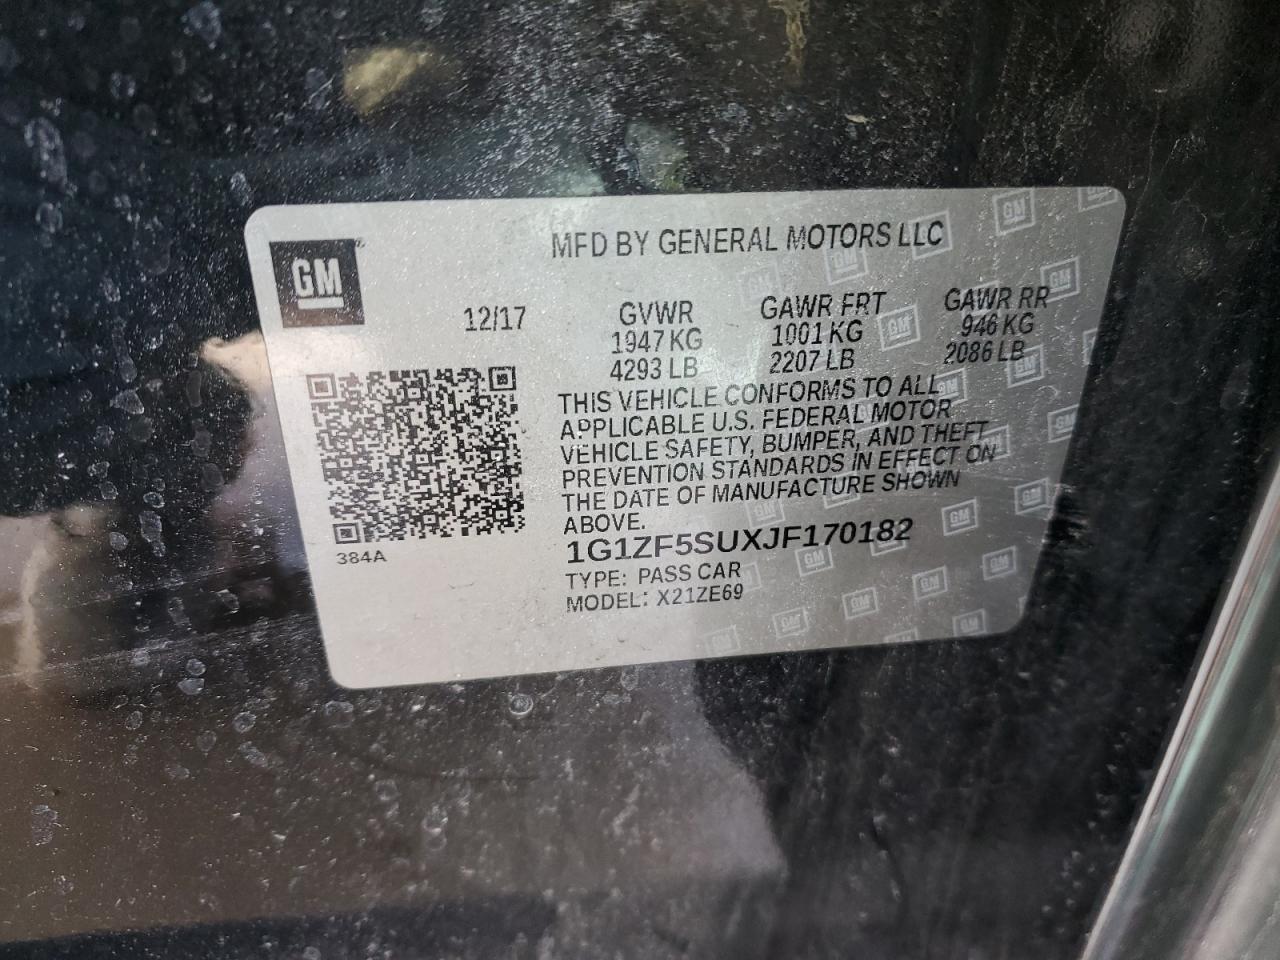 GM
MFD BY GENERAL MOTORS LLC
12/17 GVWR GAWR FRT GAWR RR
1947 KG 1001 KG 946 KG
4293 LB 2207 LB 2086 LB
THIS VEHICLE CONFORMS TO ALL
APPLICABLE U.S. FEDERAL MOTOR
VEHICLE SAFETY, BUMPER, AND THEFT
PREVENTION STANDARDS IN EFFECT ON
THE DATE OF MANUFACTURE SHOWN
ABOVE.
384A
1G1ZF5SUXJF170182
TYPE: PASS CAR
MODEL: X21ZE69